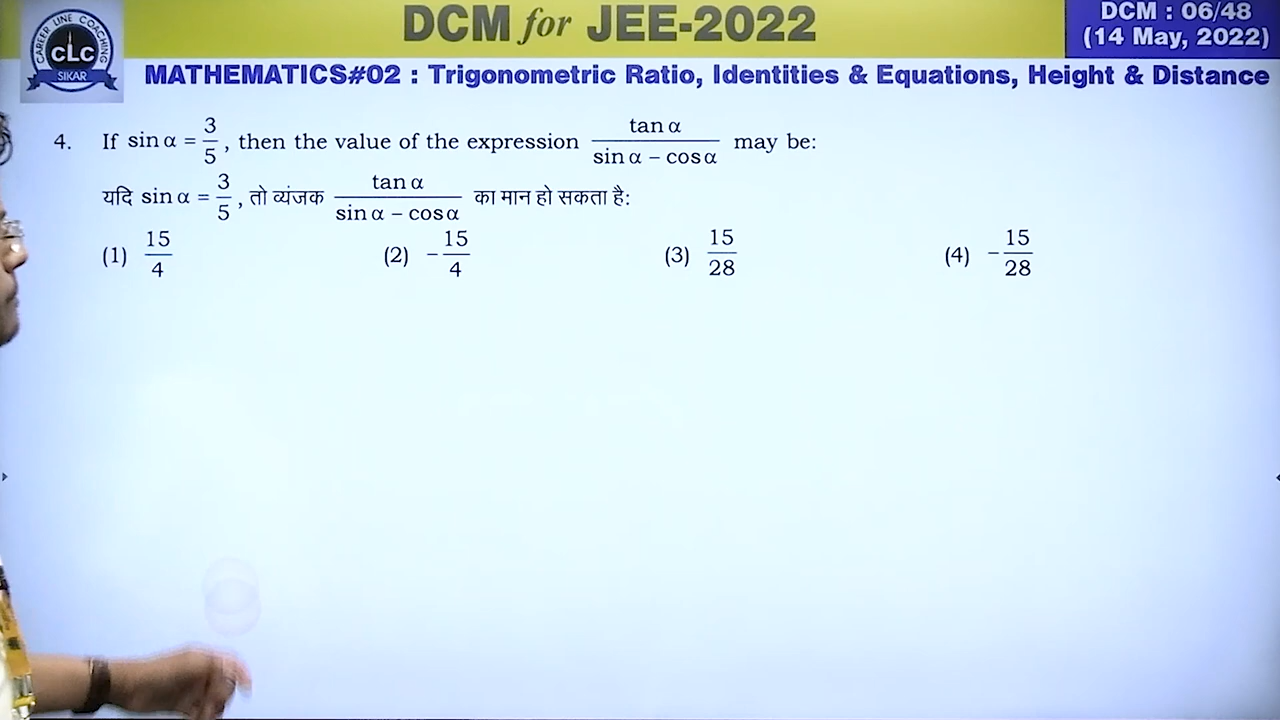 DCM for JEE-2022
DCM : 06/48
(14 May, 2022)
CAREER LINE COACHING
CLC
SIKAR
MATHEMATICS#02 : Trigonometric Ratio, Identities & Equations, Height & Distance
4. If sin α = 3/5, then the value of the expression tan α/(sin α − cos α) may be:
यदि sin α = 3/5, तो व्यंजक tan α/(sin α − cos α) का मान हो सकता है:
(1) 15/4 (2) −15/4 (3) 15/28 (4) −15/28